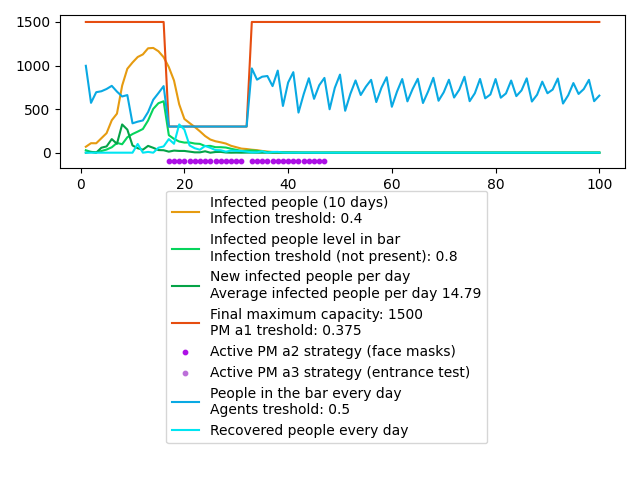 1500
1000
500
0
0
20
40
60
80
100
Infected people (10 days)
Infection treshold: 0.4
Infected people level in bar
Infection treshold (not present): 0.8
New infected people per day
Average infected people per day 14.79
Final maximum capacity: 1500
PM a1 treshold: 0.375
Active PM a2 strategy (face masks)
Active PM a3 strategy (entrance test)
People in the bar every day
Agents treshold: 0.5
Recovered people every day